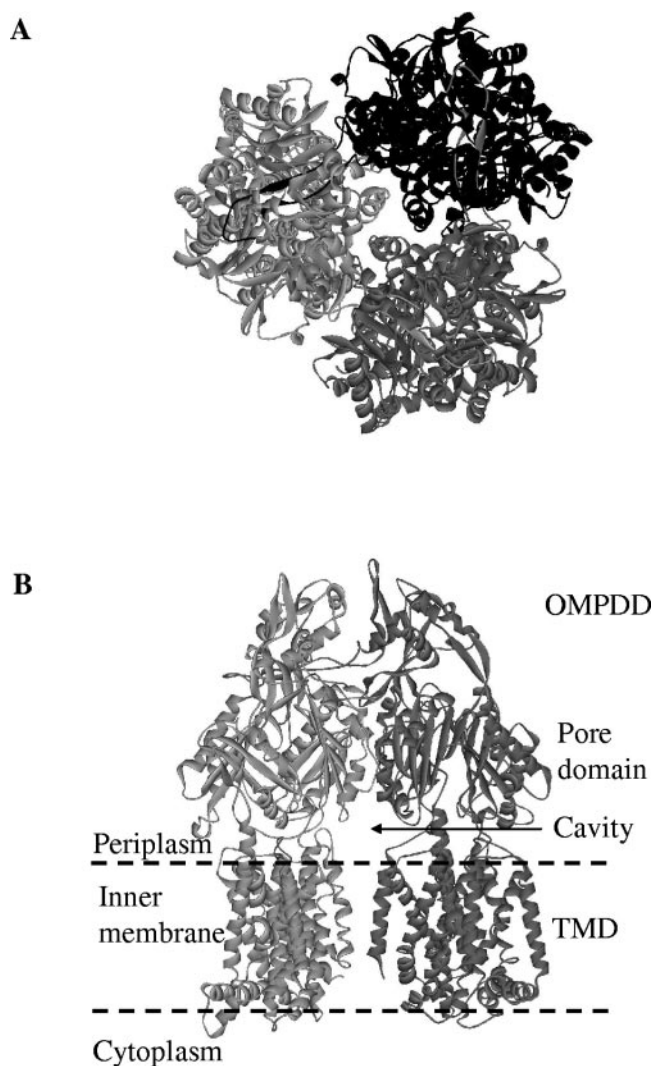 A
B
OMPDD
Pore
domain
Cavity
Periplasm
Inner
membrane
TMD
Cytoplasm